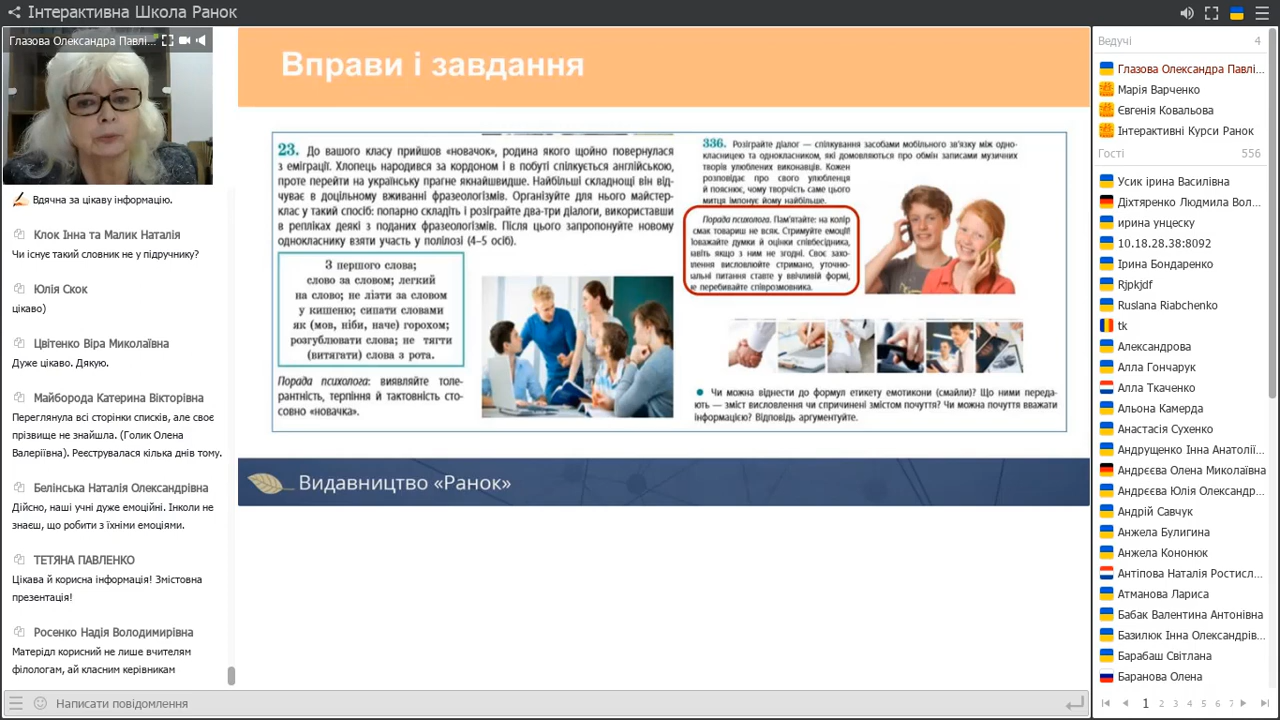 Інтерактивна Школа Ранок
Глазова Олександра Павлі...
Вдячна за цікаву інформацію.
Клок Інна та Малик Наталія
Чи існує такий словник не у підручнику?
Юлія Скок
цікаво)
Цвітенко Віра Миколаївна
Дуже цікаво. Дякую.
Майборода Катерина Вікторівна
Переглянула всі сторінки списку, але своє
прізвище не знайшла. (Голик Олена
Валеріївна). Реєструвалася кілька днів тому.
Белінська Наталія Олександрівна
Дійсно, наші учні дуже емоційні. Інколи не
знаєш, що робити з їхніми емоціями.
ТЕТЯНА ПАВЛЕНКО
Цікава й корисна інформація! Змістовна
презентація!
Росенко Надія Володимирівна
Матерідл корисний не лише вчителям
філологам, ай класним керівникам
Написати повідомлення
Вправи і завдання
23. До вашого класу прийшов «новачок», родина якого щойно повернулася
з еміграції. Хлопець народився за кордоном і в побуті спілкується англійською,
проте перейти на українську прагне якнайшвидше. Найбільші складнощі він від-
чуває в доцільному вживанні фразеологізмів. Організуйте для нього майстер-
клас у такий спосіб: попарно складіть і розіграйте два-три діалоги, використавши
в репліках деякі з поданих фразеологізмів. Після цього запропонуйте новому
однокласнику взяти участь у полілозі (4–5 осіб).
З першого слова;
слово за словом; легкий
на слово; не лізти за словом
у кишеню; сипати словами
як (мов, ніби, наче) горохом;
розгублювати слова; не тягти
(витягати) слова з рота.
Порада психолога: виявляйте толе-
рантність, терпіння й тактовність сто-
совно «новачка».
336. Розіграйте діалог — спілкування засобами мобільного зв'язку між одно-
класницею та однокласником, які домовляються про обмін записами музичних
творів улюблених виконавців. Кожен
розповідає про свого улюбленця
й пояснює, чому творчість саме цього
митця імпонує йому найбільше.
Порада психолога. Пам'ятайте: на колір
смак товариш не всяк. Стримуйте емоції!
Іоважайте думки й оцінки співбесідника,
авіть якщо з ним не згодні. Своє захо-
лення висловлюйте стримано, уточню-
альні питання ставте у ввічливій формі,
е перебивайте співрозмовника.
● Чи можна віднести до формул етикету емотикони (смайли)? Що ними переда-
ють — зміст висловлення чи спричинені змістом почуття? Чи можна почуття вважати
інформацією? Відповідь аргументуйте.
Видавництво «Ранок»
Ведучі 4
Глазова Олександра Павлі...
Марія Варченко
Євгенія Ковальова
Інтерактивні Курси Ранок
Гості 556
Усик ірина Василівна
Діхтяренко Людмила Вол...
ирина унцеску
10.18.28.38:8092
Ірина Бондаренко
Rjpkjdf
Ruslana Riabchenko
tk
Александрова
Алла Гончарук
Алла Ткаченко
Альона Камерда
Анастасія Сухенко
Андрущенко Інна Анатолії...
Андрєєва Олена Миколаївна
Андрєєва Юлія Олександр...
Андрій Савчук
Анжела Булигина
Анжела Кононюк
Антіпова Наталія Ростисл...
Атманова Лариса
Бабак Валентина Антонівна
Базилюк Інна Олександрів...
Барабаш Світлана
Баранова Олена
1 2 3 4 5 6 7